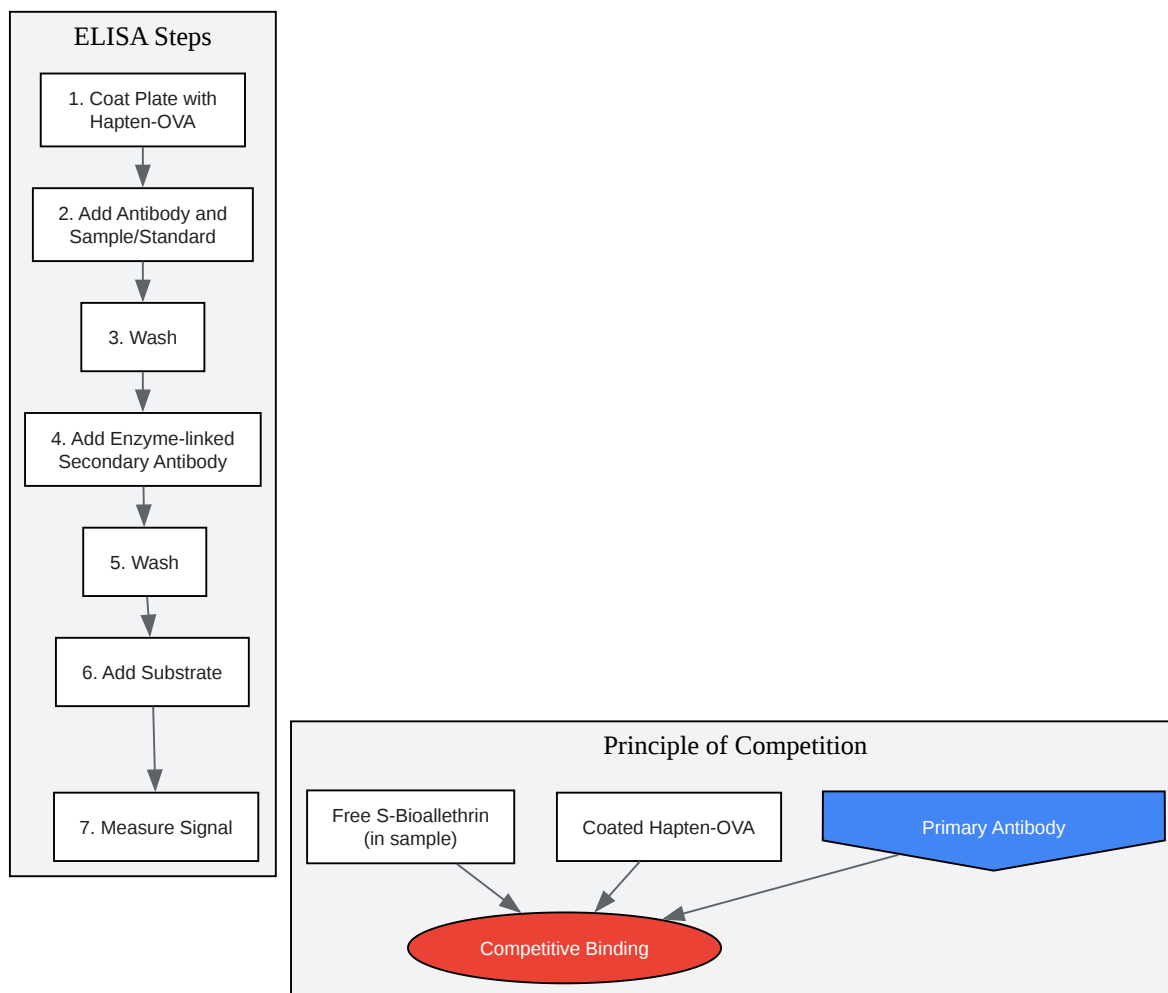 ELISA Steps
1. Coat Plate with
Hapten-OVA
2. Add Antibody and
Sample/Standard
3. Wash
4. Add Enzyme-linked
Secondary Antibody
5. Wash
6. Add Substrate
7. Measure Signal
Principle of Competition
Free S-Bioallethrin
(in sample)
Coated Hapten-OVA
Primary Antibody
Competitive Binding